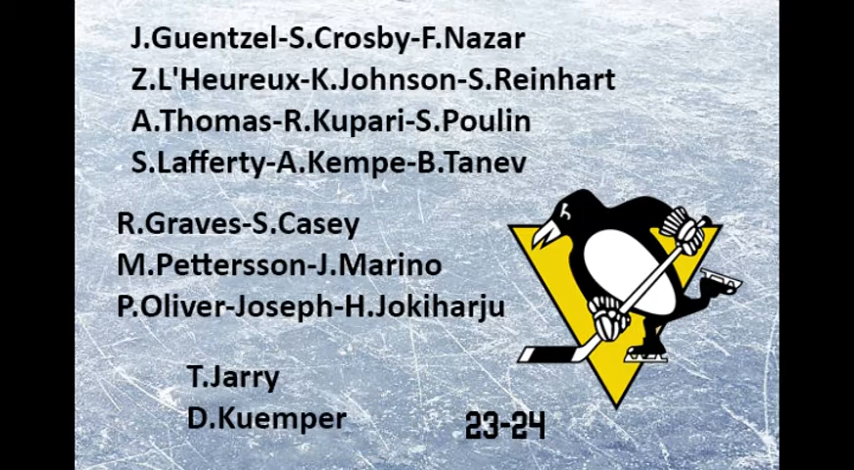 J.Guentzel-S.Crosby-F.Nazar
Z.L'Heureux-K.Johnson-S.Reinhart
A.Thomas-R.Kupari-S.Poulin
S.Lafferty-A.Kempe-B.Tanev
R.Graves-S.Casey
M.Pettersson-J.Marino
P.Oliver-Joseph-H.Jokiharju
T.Jarry
D.Kuemper
23-24